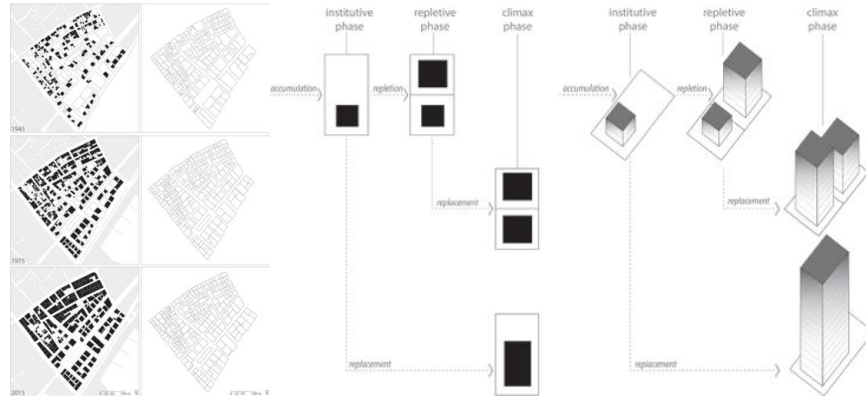 institutive
phase
repletive
phase
climax
phase
institutive
phase
repletive
phase
climax
phase
accumulation
repletion
accumulation
repletion
1945
replacement
replacement
1975
replacement
replacement
2015